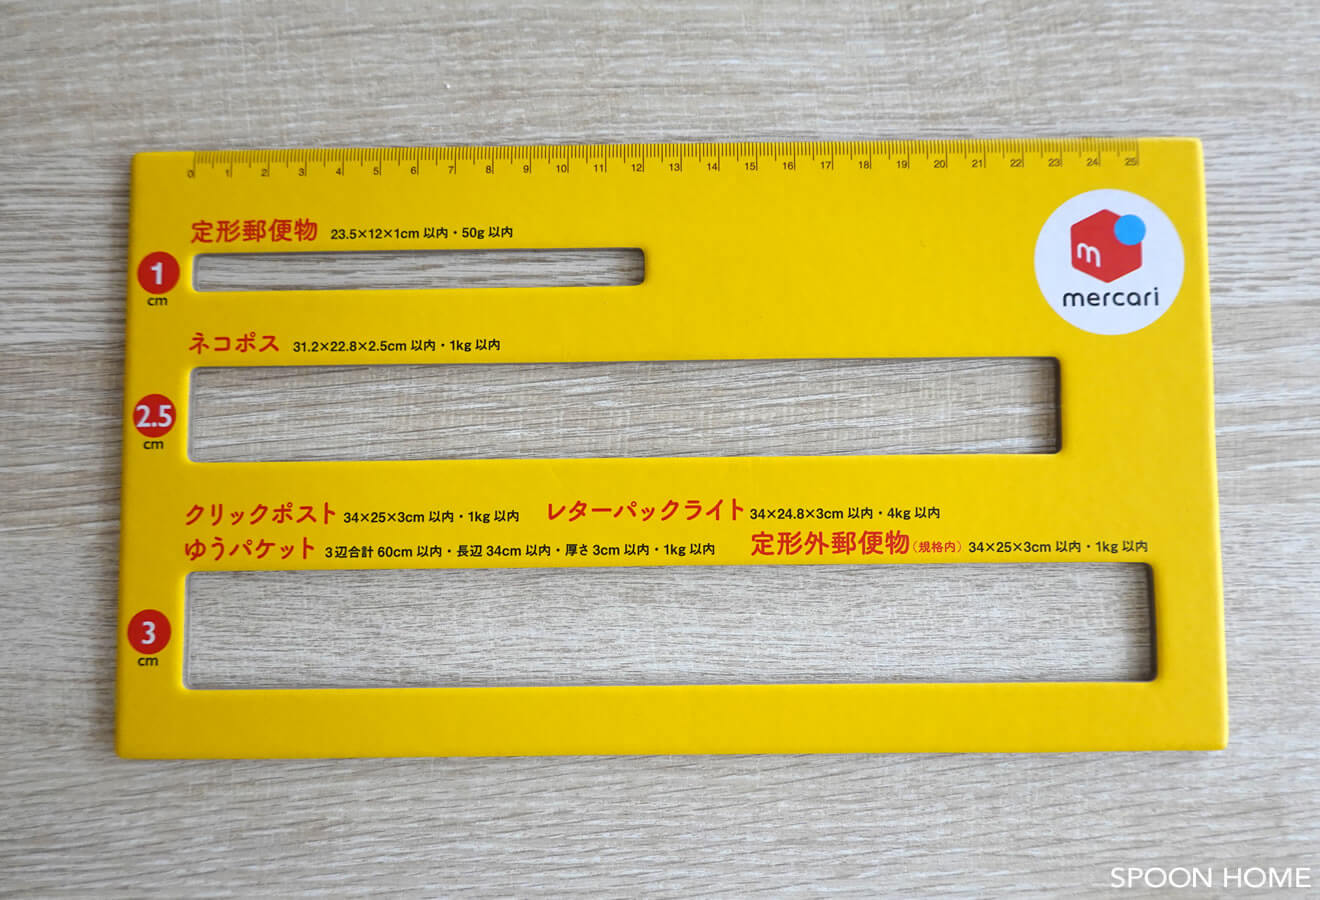 0 1 2 3 4 5 6 7 8 9 10 11 12 13 14 15 16 17 18 19 20 21 22 23 24 25
定形郵便物 23.5×12×1cm 以内・50g 以内
1
cm
m
mercari
ネコポス 31.2×22.8×2.5cm 以内・1kg 以内
2.5
cm
クリックポスト 34×25×3cm 以内・1kg 以内 レターパックライト 34×24.8×3cm 以内・4kg 以内
ゆうパケット 3辺合計 60cm 以内・長辺 34cm 以内・厚さ 3cm 以内・1kg 以内 定形外郵便物(規格内) 34×25×3cm 以内・1kg 以内
3
cm
SPOON HOME